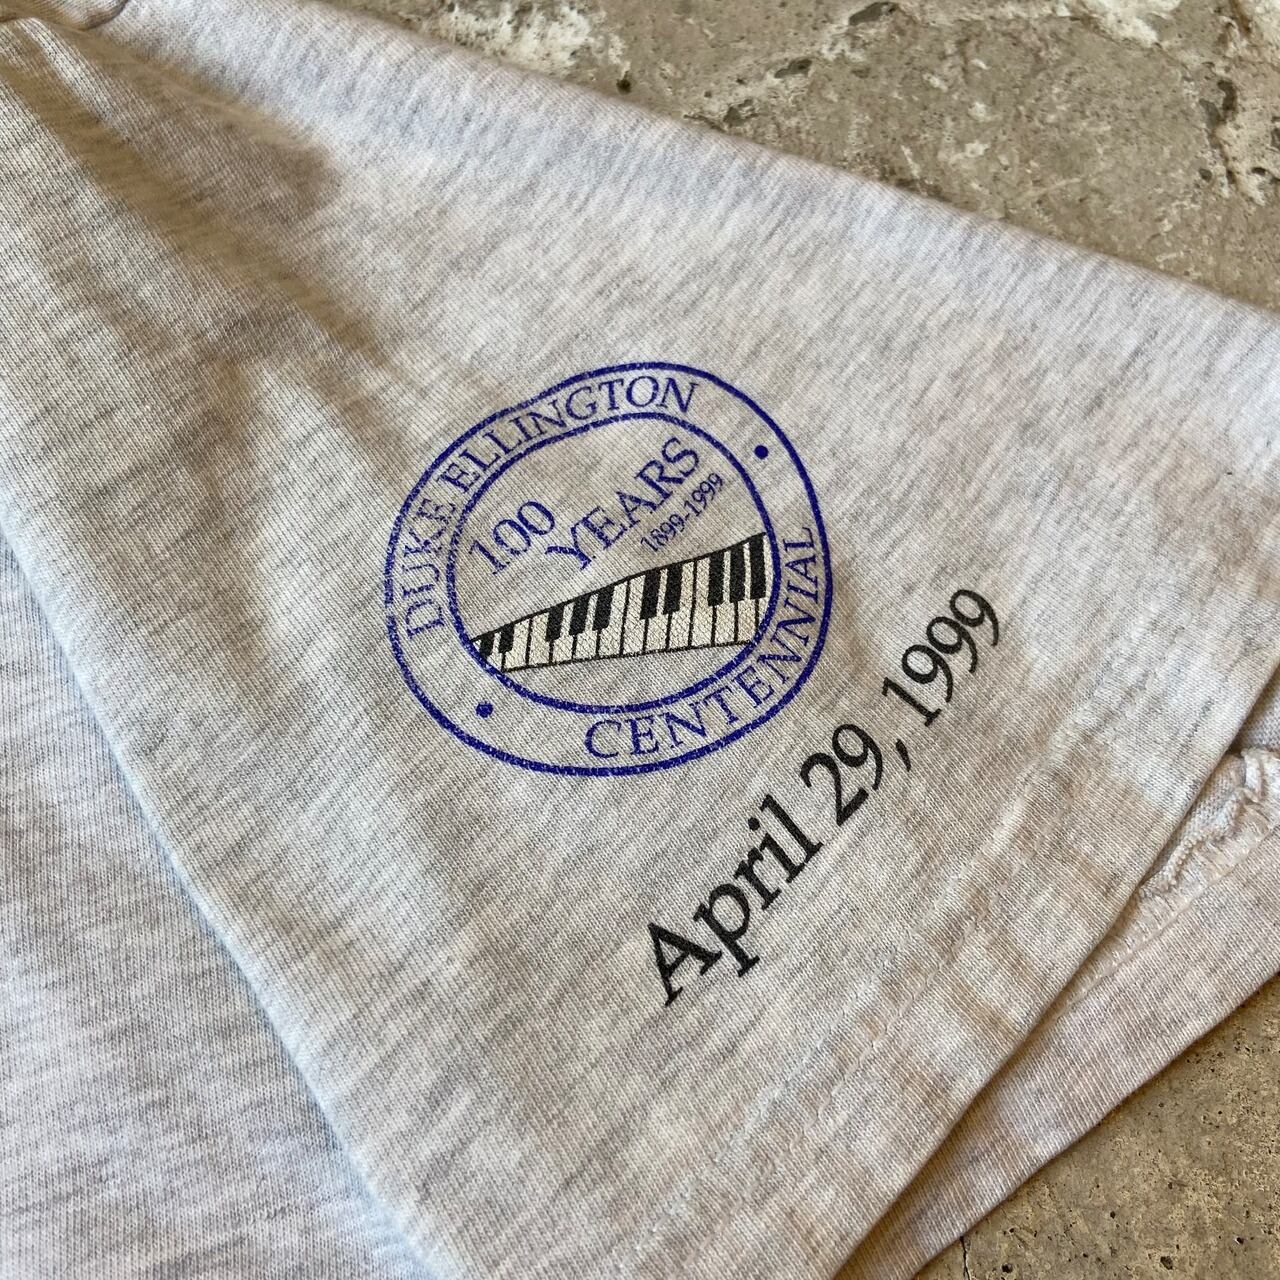 DUKE ELLINGTON
100
YEARS
1899-1999
CENTENNIAL
April 29, 1999